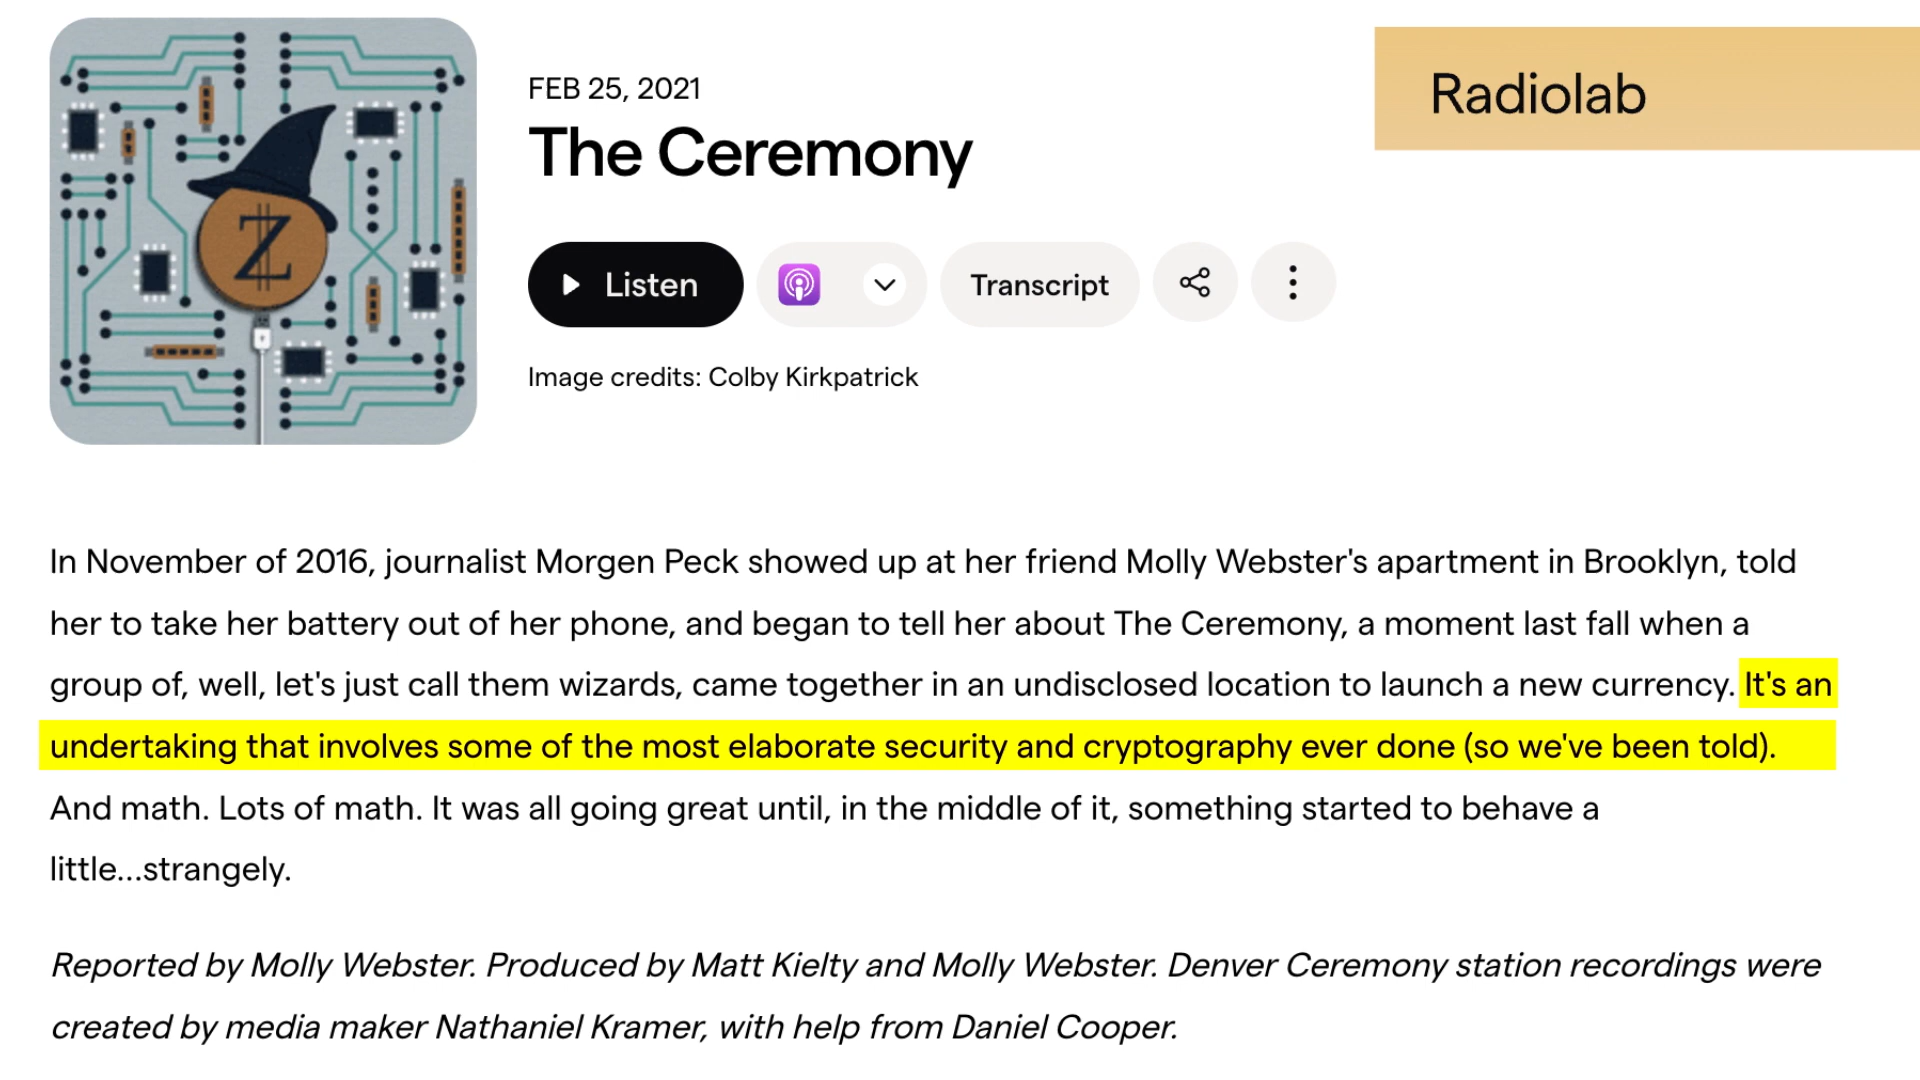 FEB 25, 2021
The Ceremony
Radiolab
Listen
Transcript
Image credits: Colby Kirkpatrick
Z
In November of 2016, journalist Morgen Peck showed up at her friend Molly Webster's apartment in Brooklyn, told
her to take her battery out of her phone, and began to tell her about The Ceremony, a moment last fall when a
group of, well, let's just call them wizards, came together in an undisclosed location to launch a new currency. It's an
undertaking that involves some of the most elaborate security and cryptography ever done (so we've been told).
And math. Lots of math. It was all going great until, in the middle of it, something started to behave a
little...strangely.
Reported by Molly Webster. Produced by Matt Kielty and Molly Webster. Denver Ceremony station recordings were
created by media maker Nathaniel Kramer, with help from Daniel Cooper.